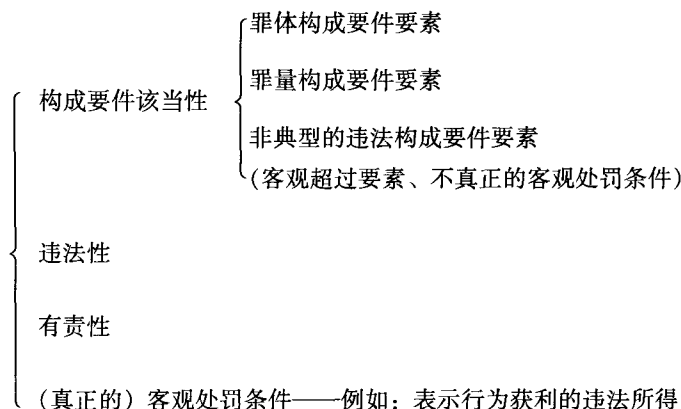 罪体构成要件要素
罪量构成要件要素
构成要件该当性
非典型的违法构成要件要素
(客观超过要素、不真正的客观处罚条件)
违法性
有责性
(真正的)客观处罚条件——例如:表示行为获利的违法所得